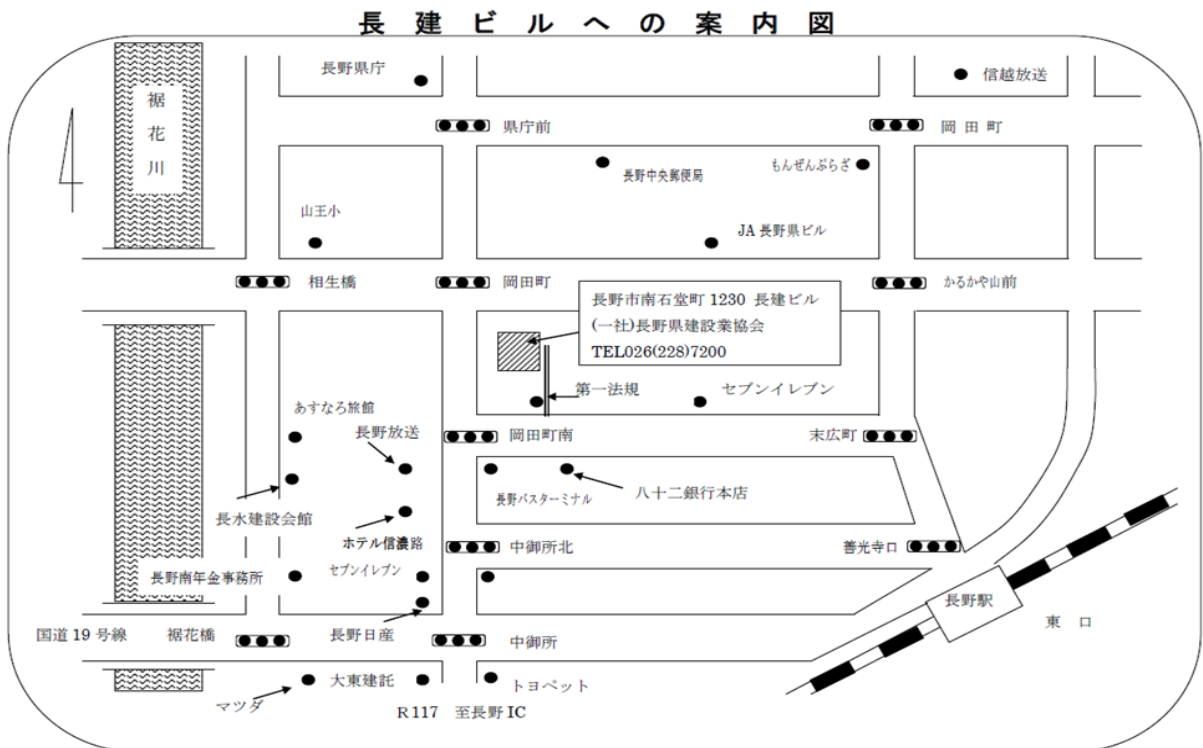 長建ビルへの案内図
長野県庁
信越放送
裾花川
県庁前
岡田町
長野中央郵便局
もんぜんぷらざ
山王小
JA長野県ビル
相生橋
岡田町
かるかや山前
長野市南石堂町1230 長建ビル
(一社)長野県建設業協会
TEL026(228)7200
第一法規
セブンイレブン
あすなろ旅館
長野放送
岡田町南
末広町
長野バスターミナル
八十二銀行本店
長水建設会館
ホテル信濃路
中御所北
善光寺口
長野南年金事務所
セブンイレブン
長野駅
東口
国道19号線
裾花橋
長野日産
中御所
マツダ
大東建託
トヨペット
R117 至長野IC